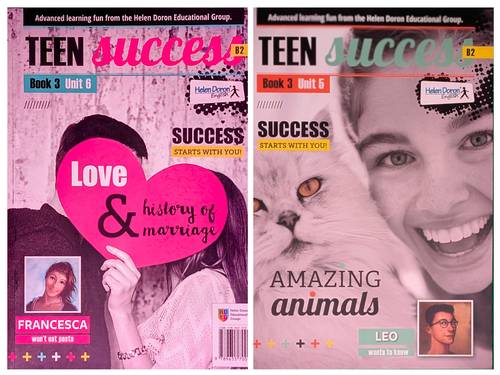 Advanced learning fun from the Helen Doron Educational Group.
TEEN success
B2
Book 3 Unit 6
Helen Doron
English
SUCCESS
STARTS WITH YOU!
Love
&
history of
marriage
FRANCESCA
won't eat pasta
Advanced learning fun from the Helen Doron Educational Group.
TEEN success
B2
Book 3 Unit 5
Helen Doron
English
SUCCESS
STARTS WITH YOU!
AMAZING
animals
LEO
wants to know